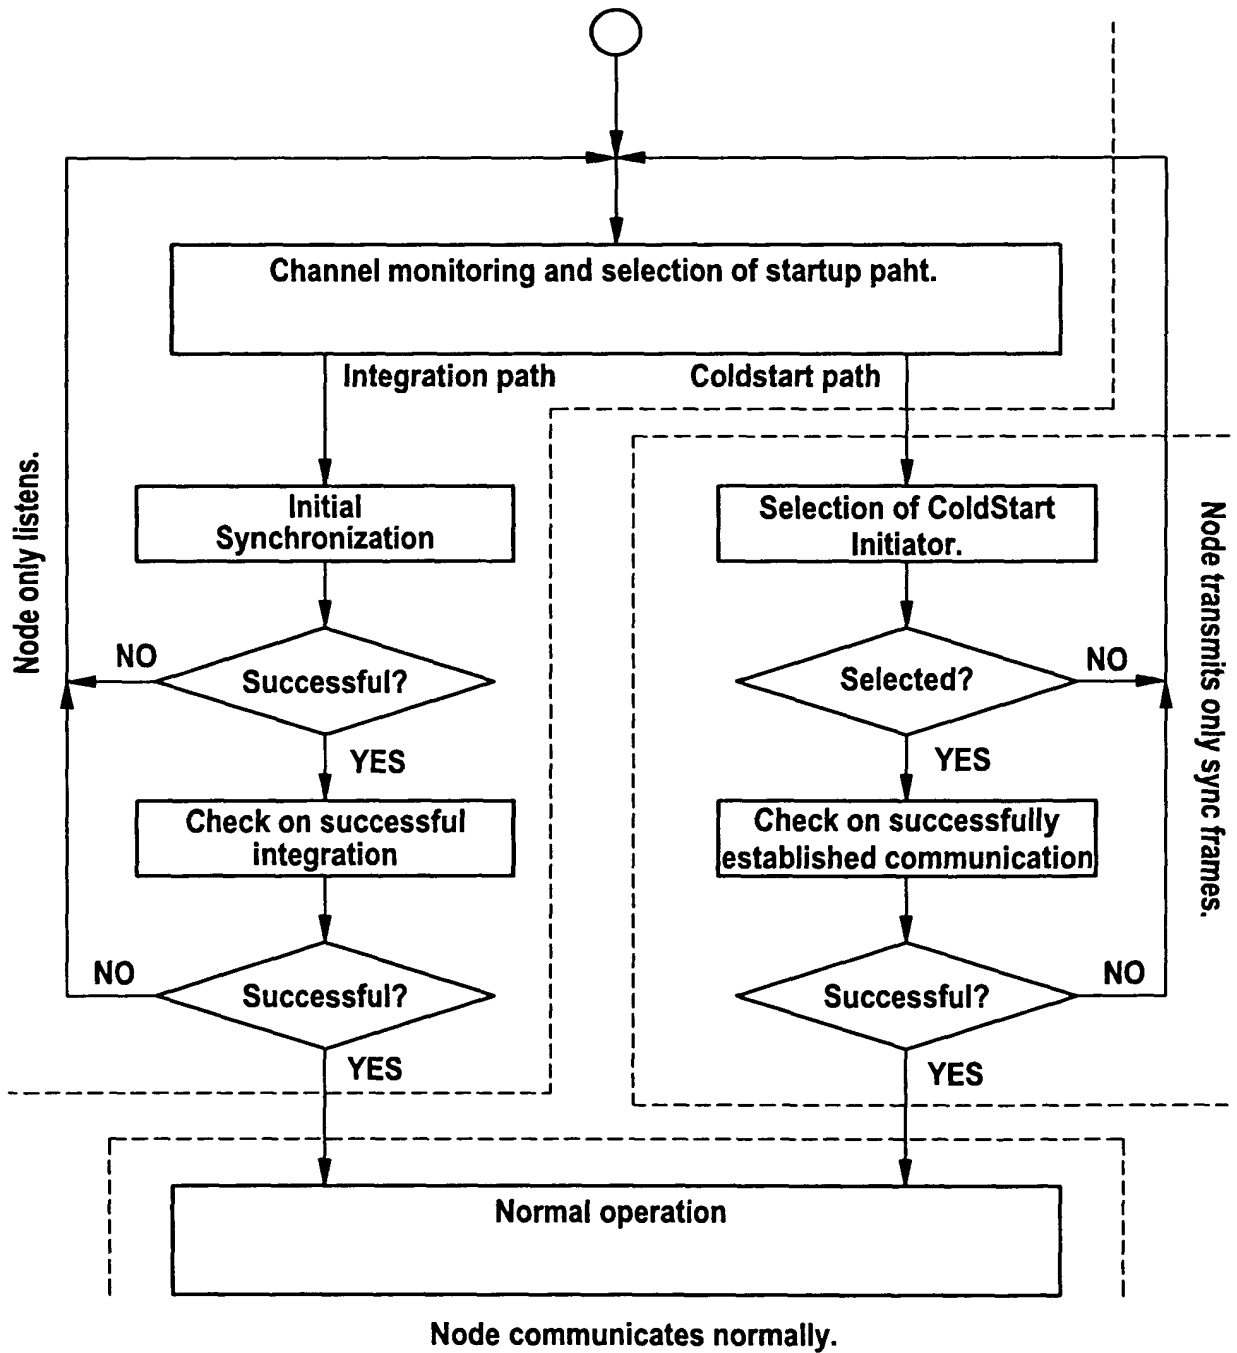 Channel monitoring and selection of startup paht.
Integration path
Coldstart path
Node only listens.
Initial
Synchronization
Selection of ColdStart
Initiator.
Node transmits only sync frames.
NO
Successful?
YES
Selected?
NO
YES
Check on successful
integration
Check on successfully
established communication
NO
Successful?
YES
Successful?
NO
YES
Normal operation
Node communicates normally.